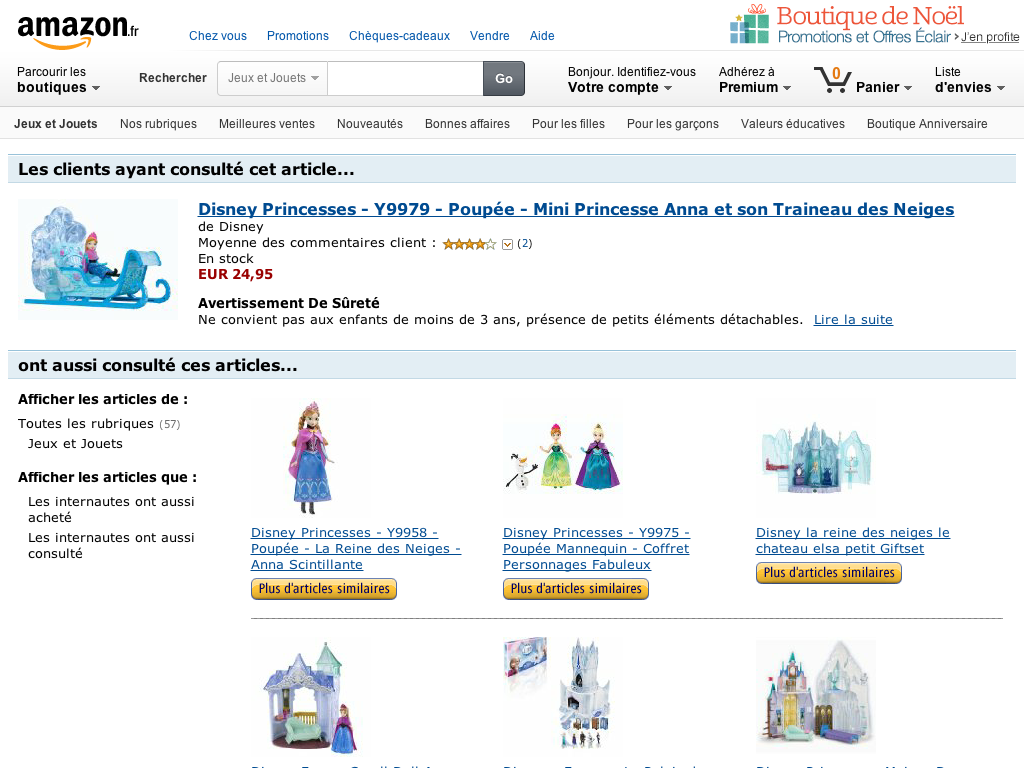 amazon.fr
Chez vous Promotions Chèques-cadeaux Vendre Aide
Boutique de Noël
Promotions et Offres Éclair › J'en profite
Parcourir les
boutiques
Rechercher Jeux et Jouets Go
Bonjour. Identifiez-vous
Votre compte
Adhérez à
Premium
0 Panier
Liste
d'envies
Jeux et Jouets Nos rubriques Meilleures ventes Nouveautés Bonnes affaires Pour les filles Pour les garçons Valeurs éducatives Boutique Anniversaire
Les clients ayant consulté cet article...
Disney Princesses - Y9979 - Poupée - Mini Princesse Anna et son Traineau des Neiges
de Disney
Moyenne des commentaires client : (2)
En stock
EUR 24,95
Avertissement De Sûreté
Ne convient pas aux enfants de moins de 3 ans, présence de petits éléments détachables. Lire la suite
ont aussi consulté ces articles...
Afficher les articles de :
Toutes les rubriques (57)
Jeux et Jouets
Afficher les articles que :
Les internautes ont aussi
acheté
Les internautes ont aussi
consulté
Disney Princesses - Y9958 -
Poupée - La Reine des Neiges -
Anna Scintillante
Plus d'articles similaires
Disney Princesses - Y9975 -
Poupée Mannequin - Coffret
Personnages Fabuleux
Plus d'articles similaires
Disney la reine des neiges le
chateau elsa petit Giftset
Plus d'articles similaires